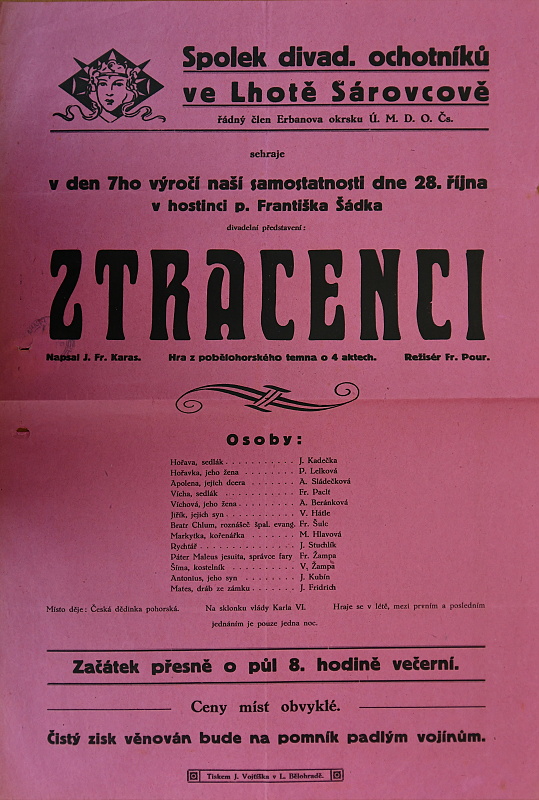 Spolek divad. ochotníků
ve Lhotě Šárovcově
řádný člen Erbanova okrsku Ú. M. D. O. Čs.
sehraje
v den 7ho výročí naší samostatnosti dne 28. října
v hostinci p. Františka Šádka
divadelní představení:
ZTRACENCI
Napsal J. Fr. Karas. Hra z pobělohorského temna o 4 aktech. Režisér Fr. Pour.
Osoby:
Hořava, sedlák . . . . . . . . . . . J. Kadečka
Hořavka, jeho žena . . . . . . . . P. Lelková
Apolena, jejich dcera . . . . . . . A. Sládečková
Vícha, sedlák . . . . . . . . . . . Fr. Paclt
Víchová, jeho žena . . . . . . . . . A. Beránková
Jiřík, jejich syn . . . . . . . . . . V. Hátle
Bratr Chlum, roznášeč špal. evang. Fr. Šulc
Markytka, kořenářka . . . . . . M. Hlavová
Rychtář . . . . . . . . . . . . . . J. Stuchlík
Páter Maleus jesuita, správce fary Fr. Žampa
Šíma, kostelník . . . . . . . . . . V. Žampa
Antonius, jeho syn . . . . . . . J. Kubín
Mates, dráb ze zámku . . . . . . . J. Fridrich
Místo děje: Česká dědinka pohorská. Na sklonku vlády Karla VI. Hraje se v létě, mezi prvním a posledním
jednáním je pouze jedna noc.
Začátek přesně o půl 8. hodině večerní.
Ceny míst obvyklé.
Čistý zisk věnován bude na pomník padlým vojínům.
Tiskem J. Vojtíška v L. Bělohradě.